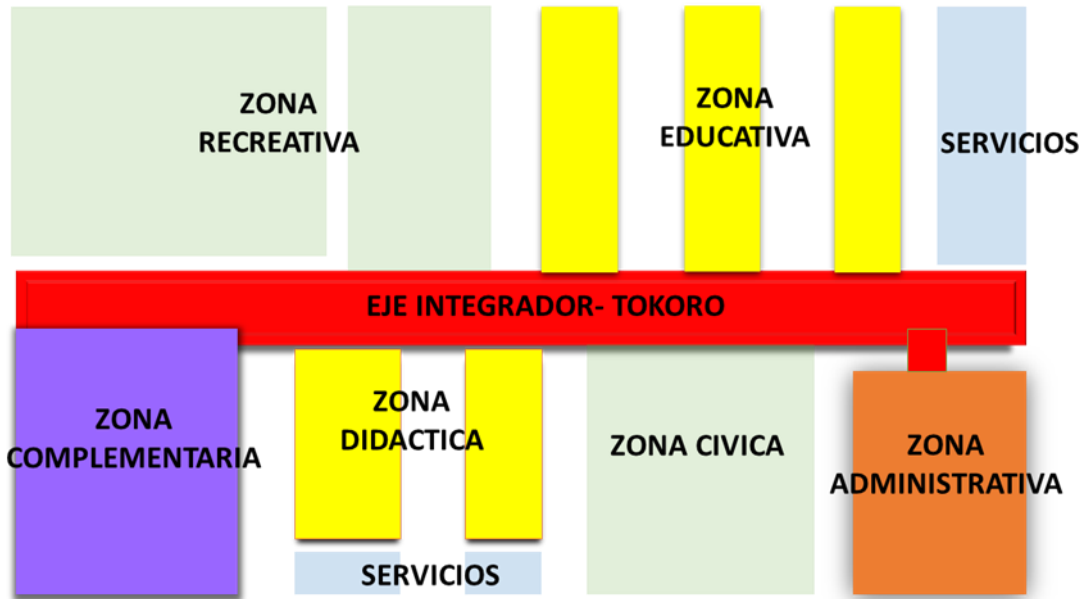 ZONA
RECREATIVA
ZONA
EDUCATIVA
SERVICIOS
EJE INTEGRADOR- TOKORO
ZONA
COMPLEMENTARIA
ZONA
DIDACTICA
ZONA CIVICA
ZONA
ADMINISTRATIVA
SERVICIOS